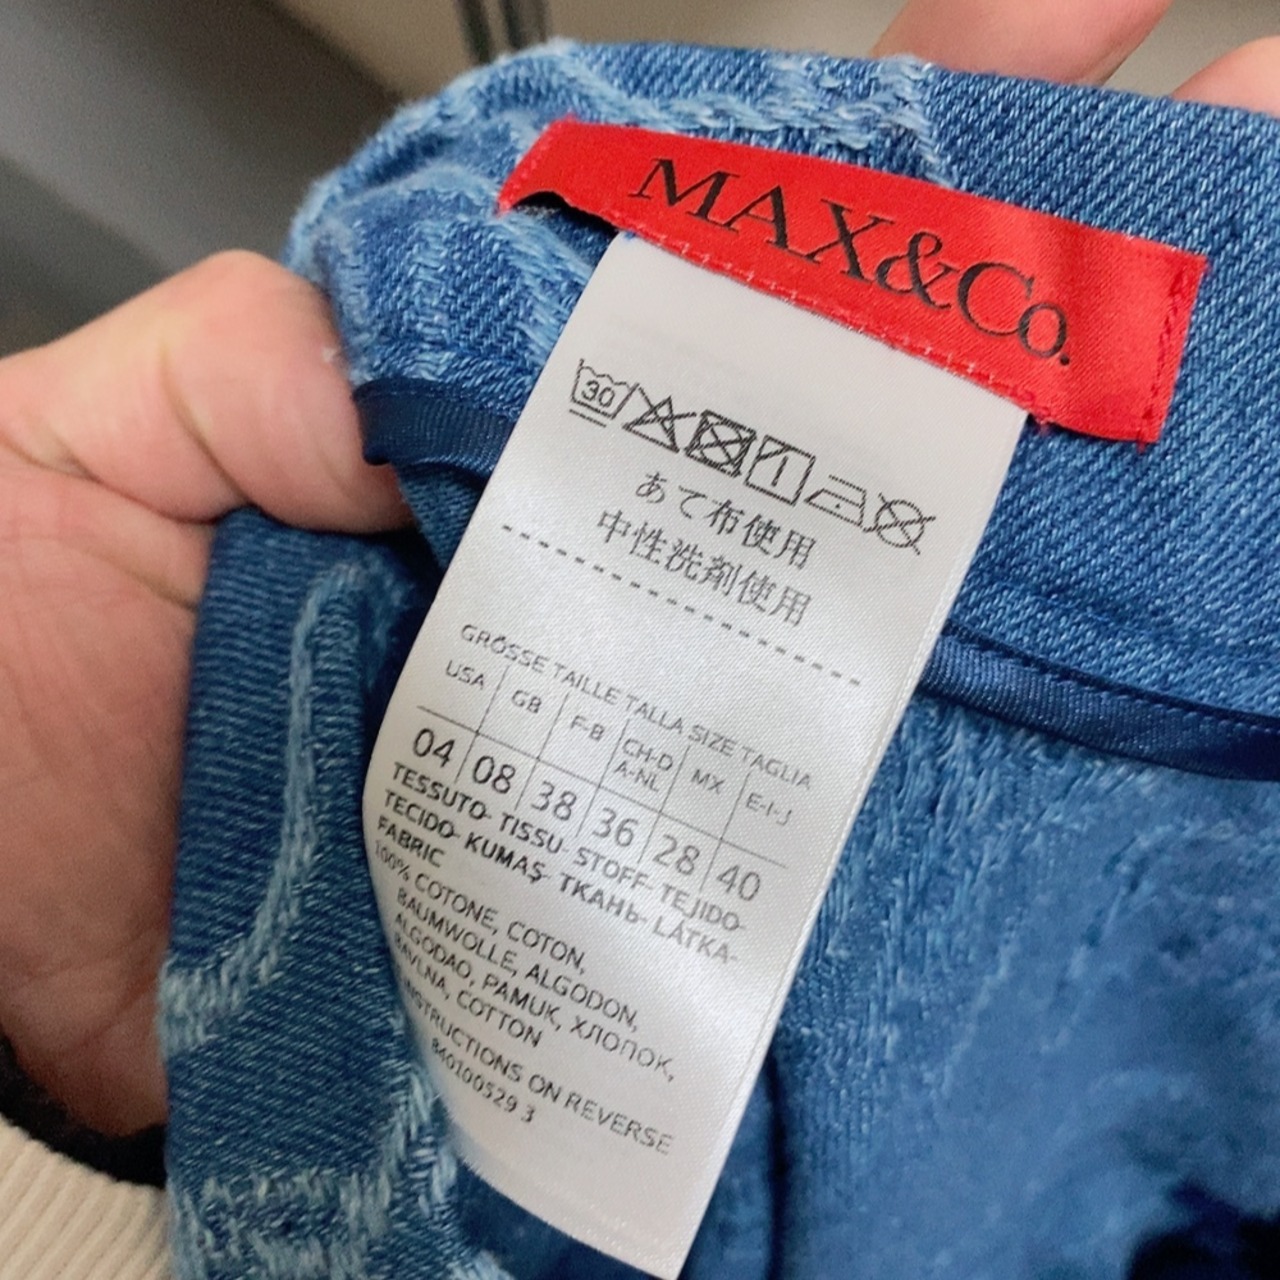 MAX&Co.
30
あて布使用
中性洗剤使用
GRÖSSE TAILLE TALLA SIZE TAGLIA
USA GB F-B CH-D A-NL MX E-I-J
04 08 38 36 28 40
TESSUTO- TISSU- STOFF- TEJIDO-
TECIDO- KUMAŞ- ТКАНЬ- LÁTKA-
FABRIC
100% COTONE, COTON,
BAUMWOLLE, ALGODON,
ALGODAO, PAMUK, ХЛОПОК,
BAVLNA, COTTON
INSTRUCTIONS ON REVERSE
840100529 3